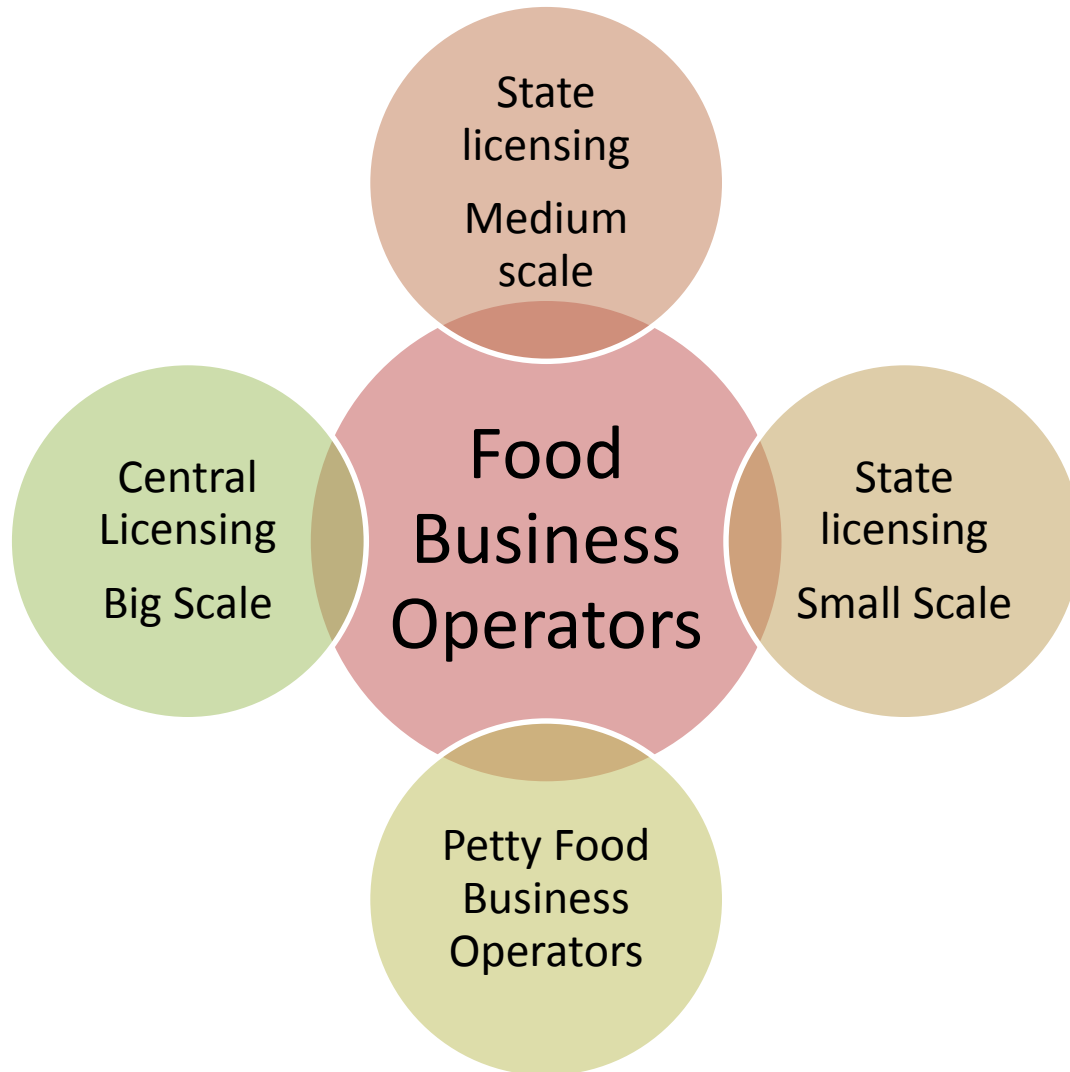 State
licensing
Medium
scale
Food
Business
Operators
Central
Licensing
Big Scale
State
licensing
Small Scale
Petty Food
Business
Operators